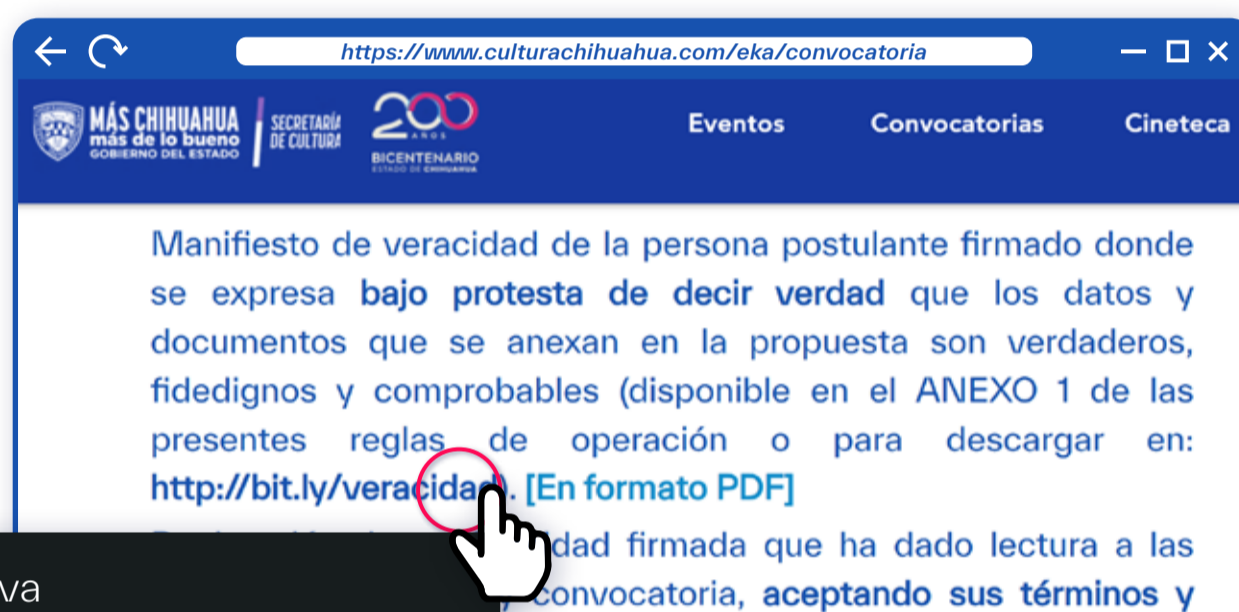 https://www.culturachihuahua.com/eka/convocatoria
MÁS CHIHUAHUA
más de lo bueno
GOBIERNO DEL ESTADO
SECRETARÍA
DE CULTURA
200
AÑOS
BICENTENARIO
ESTADO DE CHIHUAHUA
Eventos Convocatorias Cineteca
Manifiesto de veracidad de la persona postulante firmado donde
se expresa bajo protesta de decir verdad que los datos y
documentos que se anexan en la propuesta son verdaderos,
fidedignos y comprobables (disponible en el ANEXO 1 de las
presentes reglas de operación o para descargar en:
http://bit.ly/veracidad). [En formato PDF]
dad firmada que ha dado lectura a las
va
convocatoria, aceptando sus términos y